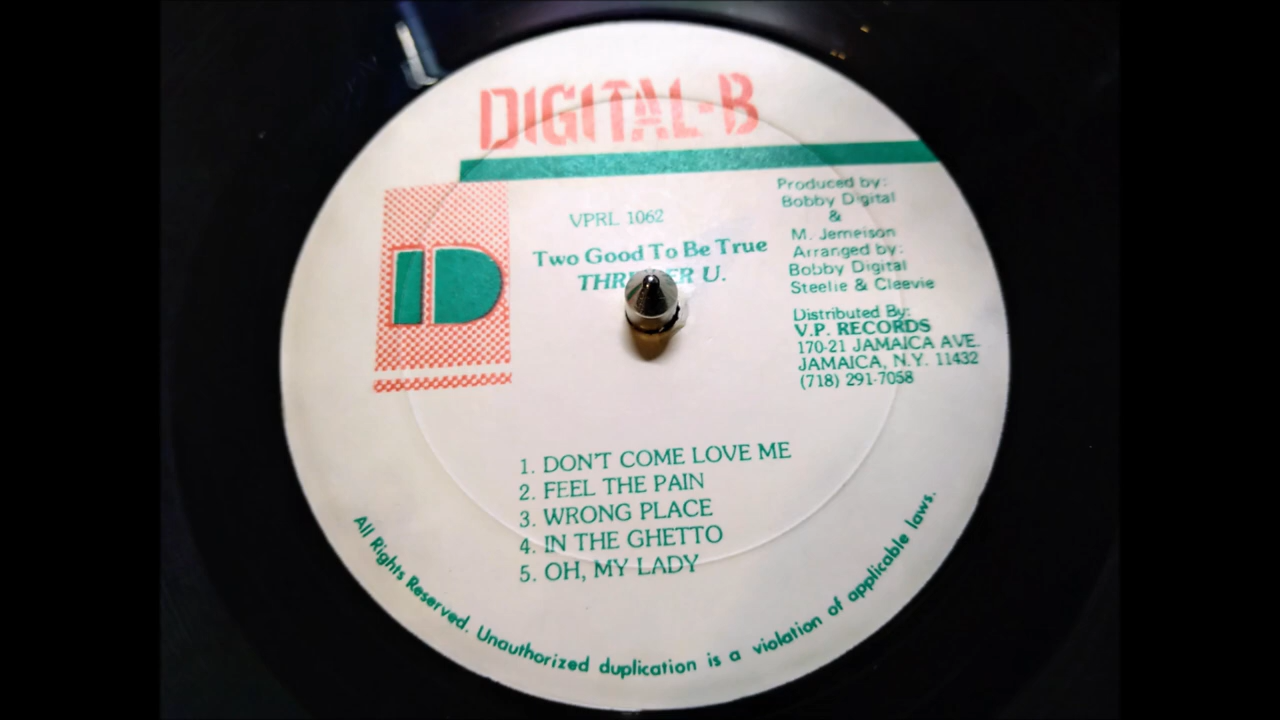 DIGITAL-B
VPRL 1062
Two Good To Be True
U.
Produced by:
Bobby Digital
&
M. Jemeison
Arranged by:
Bobby Digital
Steelie & Cleevie
Distributed By:
V.P. RECORDS
170-21 JAMAICA AVE.
JAMAICA, N.Y. 11432
(718) 291-7058
D
1. DON'T COME LOVE ME
2. FEEL THE PAIN
3. WRONG PLACE
4. IN THE GHETTO
5. OH, MY LADY
All Rights Reserved. Unauthorized duplication is a violation of applicable laws.